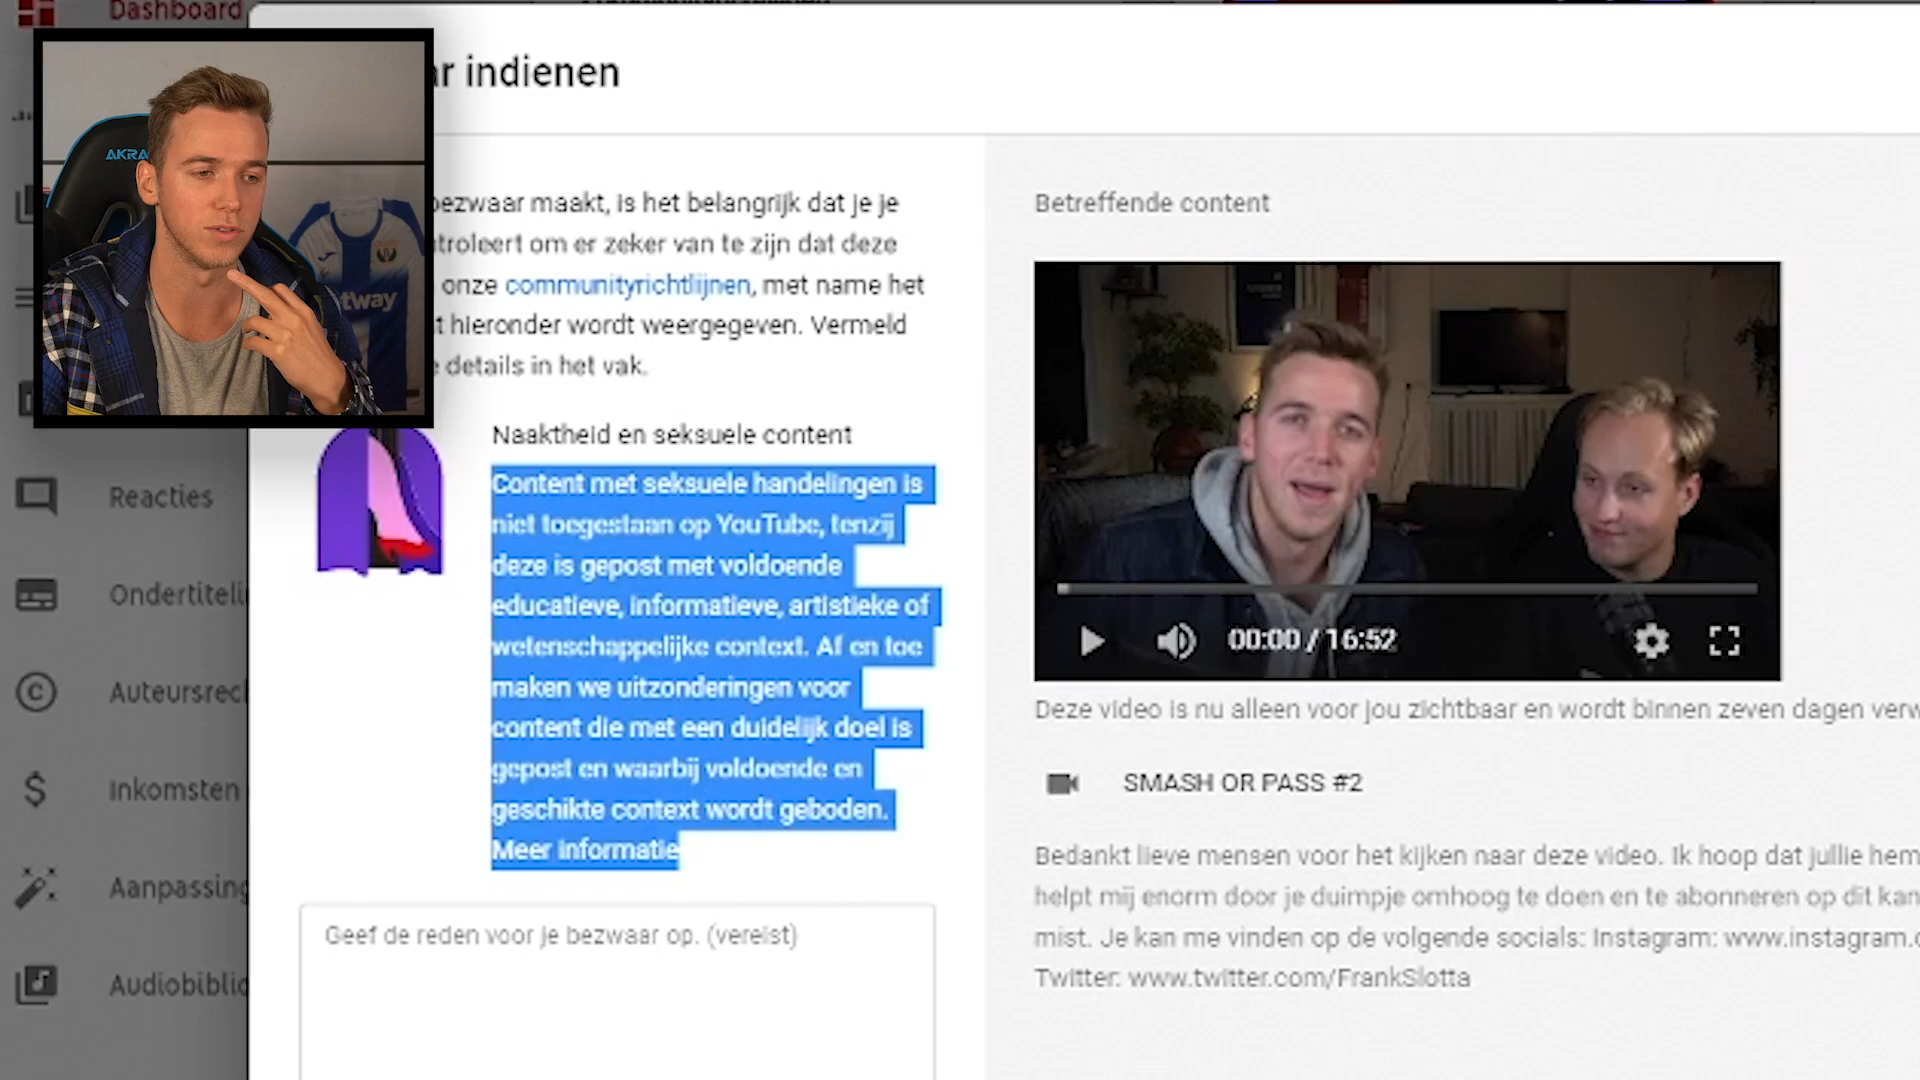 Dashboard
ar indienen
AKRA
tway
bezwaar maakt, is het belangrijk dat je je
troleert om er zeker van te zijn dat deze
onze communityrichtlijnen, met name het
t hieronder wordt weergegeven. Vermeld
e details in het vak.
Naaktheid en seksuele content
Content met seksuele handelingen is
niet toegestaan op YouTube, tenzij
deze is gepost met voldoende
educatieve, informatieve, artistieke of
wetenschappelijke context. Af en toe
maken we uitzonderingen voor
content die met een duidelijk doel is
gepost en waarbij voldoende en
geschikte context wordt geboden.
Meer informatie
Geef de reden voor je bezwaar op. (vereist)
Reacties
Ondertiteli
Auteursrec
Inkomsten
Aanpassing
Audiobiblio
Betreffende content
00:00 / 16:52
Deze video is nu alleen voor jou zichtbaar en wordt binnen zeven dagen verw
SMASH OR PASS #2
Bedankt lieve mensen voor het kijken naar deze video. Ik hoop dat jullie hem
helpt mij enorm door je duimpje omhoog te doen en te abonneren op dit kan
mist. Je kan me vinden op de volgende socials: Instagram: www.instagram.c
Twitter: www.twitter.com/FrankSlotta